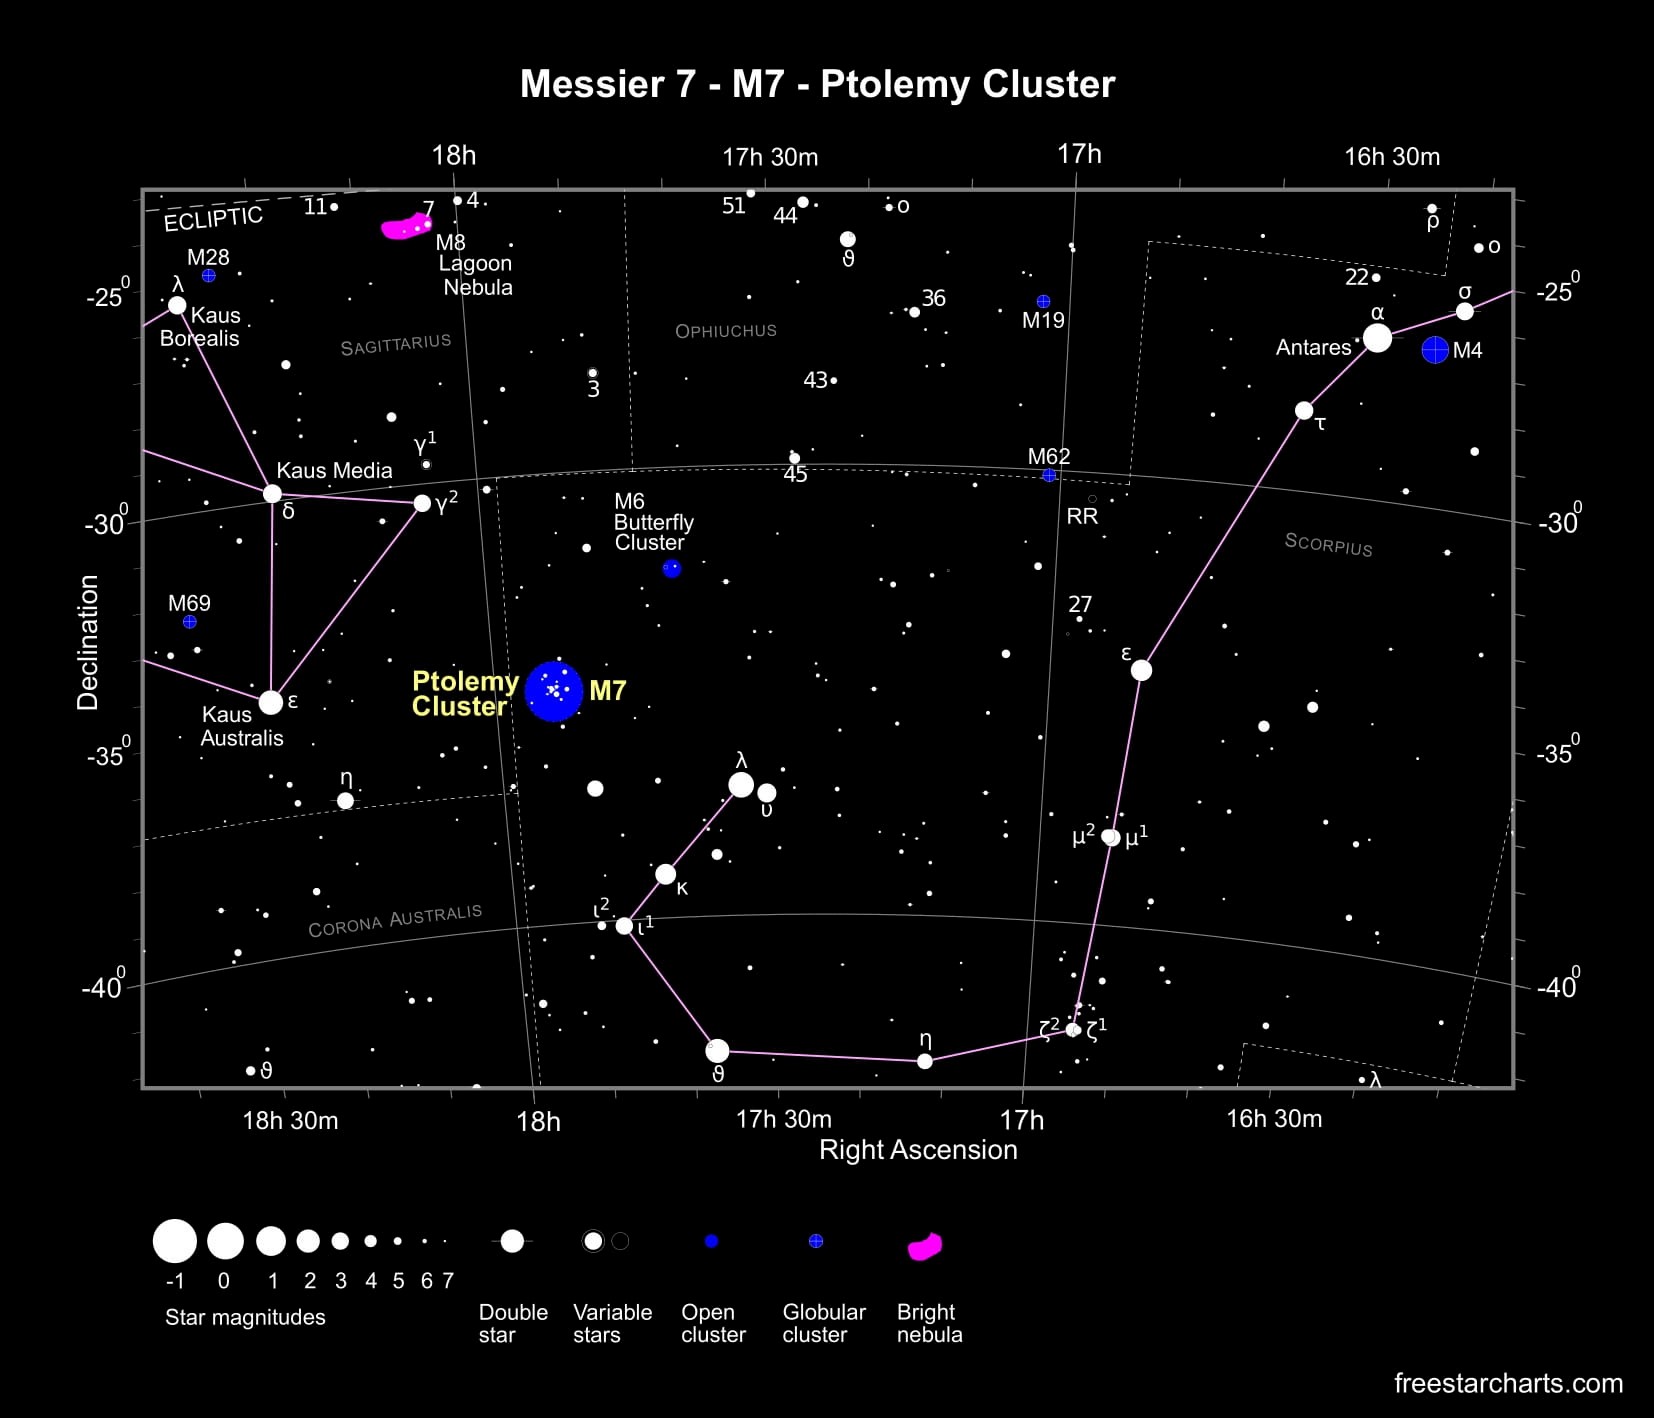 Messier 7 - M7 - Ptolemy Cluster
18h
17h 30m
17h
16h 30m
ECLIPTIC
11
7
4
51
44
ο
ρ
ο
M28
M8
Lagoon
Nebula
ϑ
22
σ
-25⁰
-25⁰
λ
Kaus
Borealis
SAGITTARIUS
OPHIUCHUS
36
M19
α
Antares
M4
3
43
τ
γ¹
Kaus Media
δ
γ²
45
M62
RR
SCORPIUS
-30⁰
-30⁰
M6
Butterfly
Cluster
M69
27
ε
Declination
Ptolemy
Cluster
M7
ε
Kaus
Australis
-35⁰
-35⁰
η
λ
υ
μ² μ¹
κ
ι²
ι¹
CORONA AUSTRALIS
-40⁰
-40⁰
ζ² ζ¹
η
ϑ
ϑ
λ
18h 30m
18h
17h 30m
17h
16h 30m
Right Ascension
-1 0 1 2 3 4 5 6 7
Star magnitudes
Double
star
Variable
stars
Open
cluster
Globular
cluster
Bright
nebula
freestarcharts.com